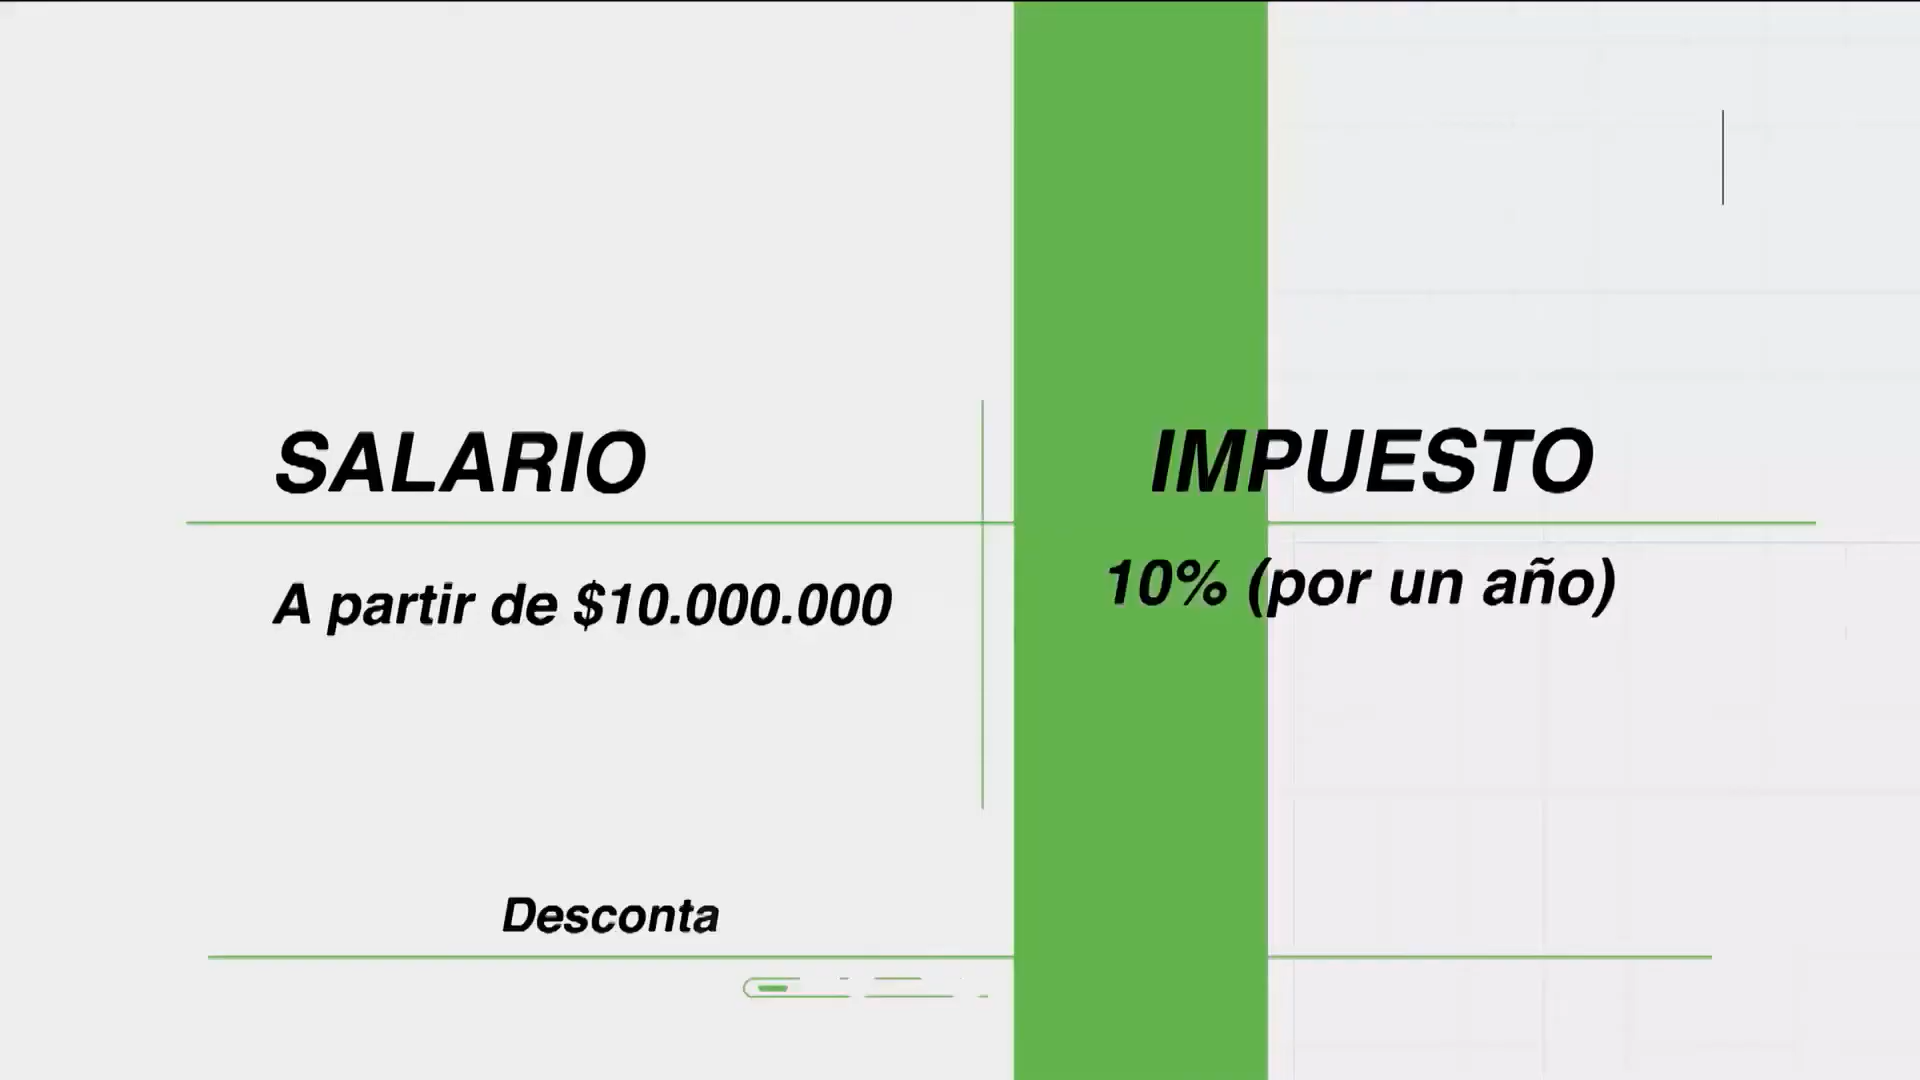 SALARIO
IMPUESTO
A partir de $10.000.000
10% (por un año)
Desconta